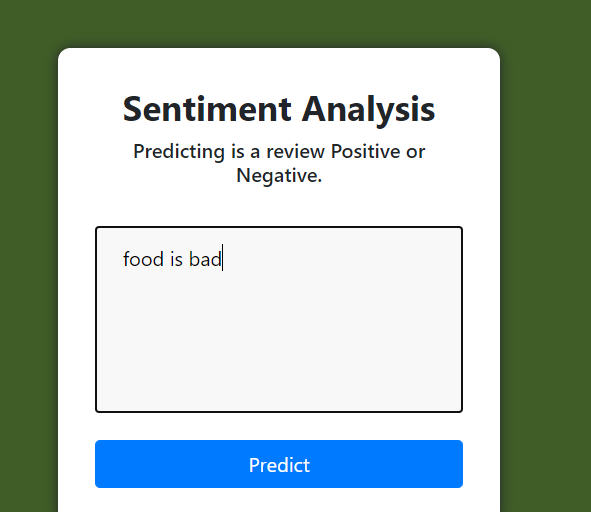 Sentiment Analysis
Predicting is a review Positive or
Negative.
food is bad
Predict